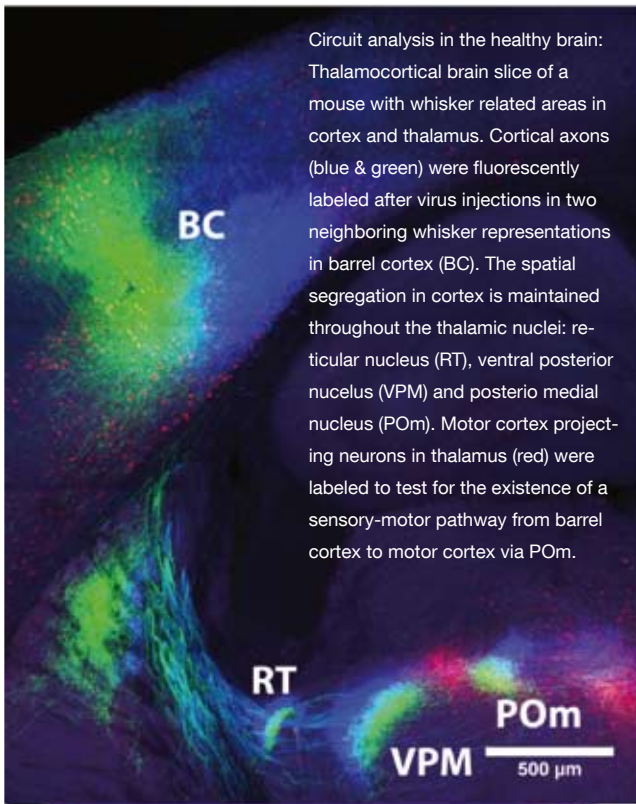 Circuit analysis in the healthy brain:
Thalamocortical brain slice of a
mouse with whisker related areas in
cortex and thalamus. Cortical axons
(blue & green) were fluorescently
labeled after virus injections in two
neighboring whisker representations
in barrel cortex (BC). The spatial
segregation in cortex is maintained
throughout the thalamic nuclei: re-
ticular nucleus (RT), ventral posterior
nucelus (VPM) and posterio medial
nucleus (POm). Motor cortex project-
ing neurons in thalamus (red) were
labeled to test for the existence of a
sensory-motor pathway from barrel
cortex to motor cortex via POm.
BC
RT
POm
VPM
500 µm